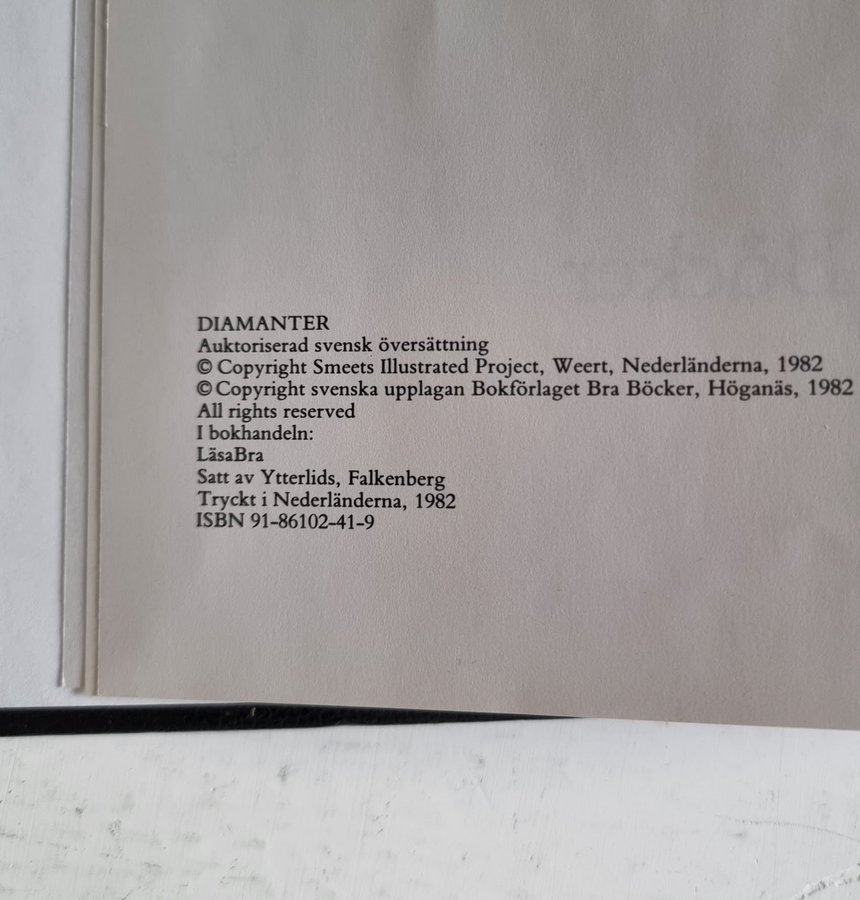 DIAMANTER
Auktoriserad svensk översättning
© Copyright Smeets Illustrated Project, Weert, Nederländerna, 1982
© Copyright svenska upplagan Bokförlaget Bra Böcker, Höganäs, 1982
All rights reserved
I bokhandeln:
LäsaBra
Satt av Ytterlids, Falkenberg
Tryckt i Nederländerna, 1982
ISBN 91-86102-41-9